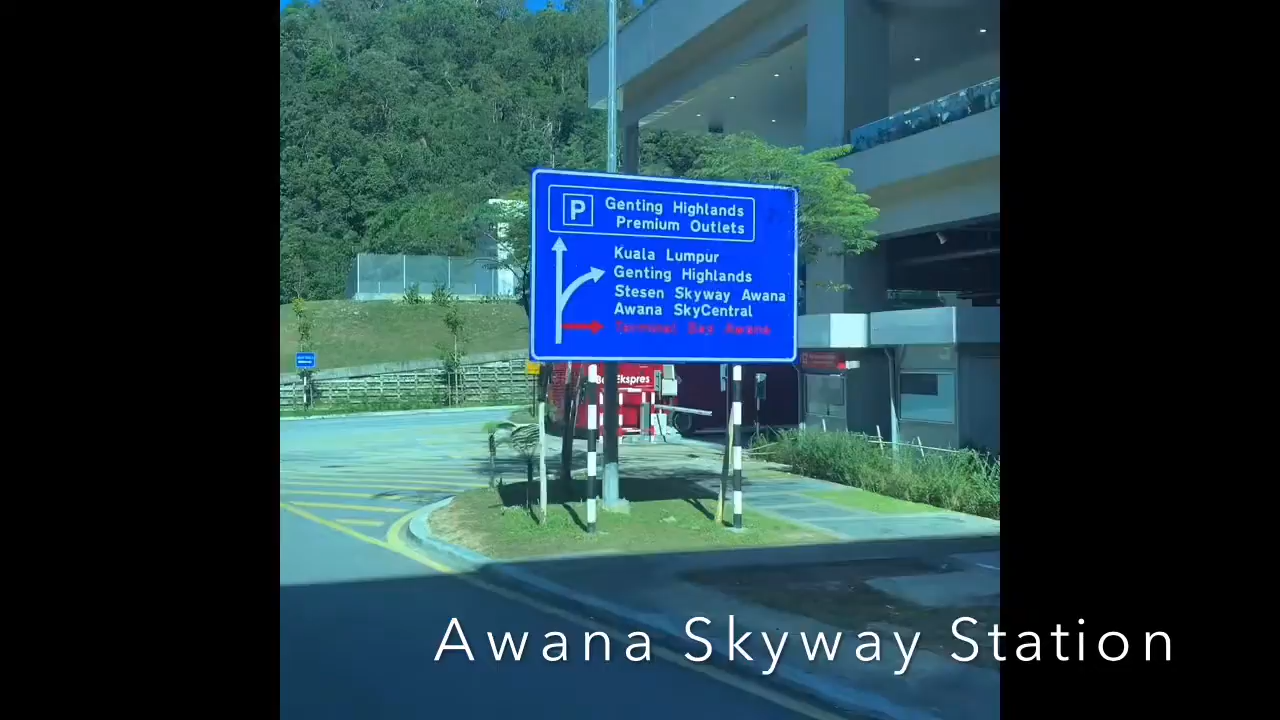 P
Genting Highlands
Premium Outlets
Kuala Lumpur
Genting Highlands
Stesen Skyway Awana
Awana SkyCentral
Terminal Bas Awana
Ekspres
Awana Skyway Station